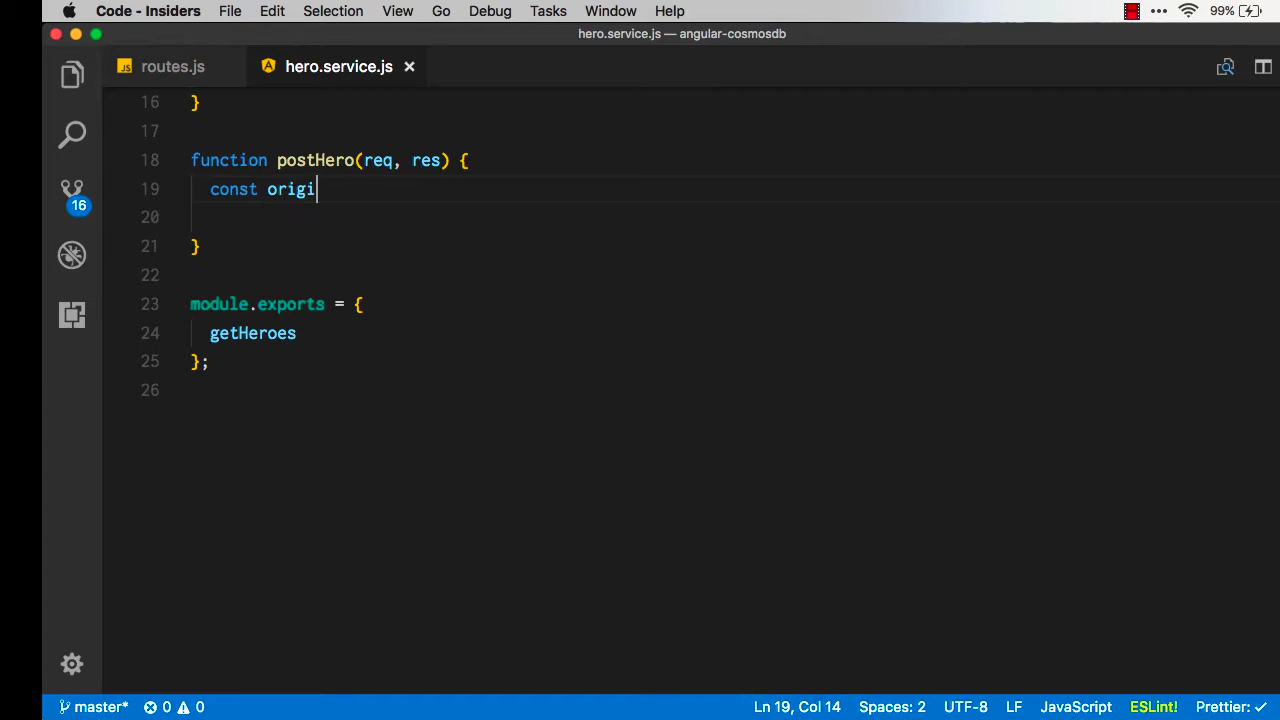 Code - Insiders File Edit Selection View Go Debug Tasks Window Help 99%
hero.service.js — angular-cosmosdb
JS routes.js hero.service.js
16 }
17
18 function postHero(req, res) {
19 const origi
20
21 }
22
23 module.exports = {
24 getHeroes
25 };
26
16
master* 0 0 Ln 19, Col 14 Spaces: 2 UTF-8 LF JavaScript ESLint! Prettier: ✓